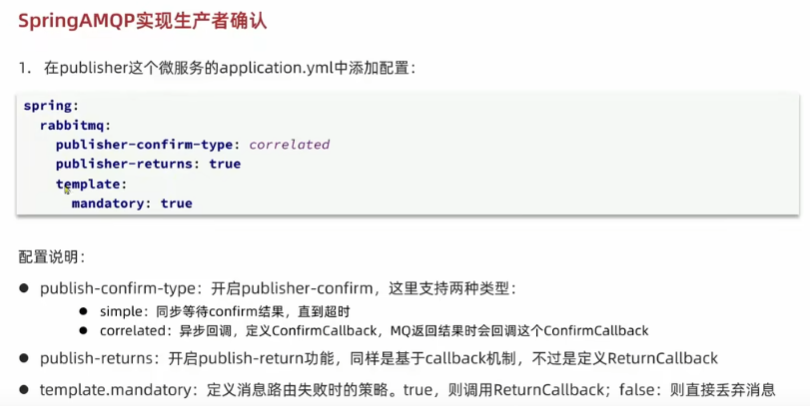 SpringAMQP实现生产者确认
1. 在publisher这个微服务的application.yml中添加配置：
spring:
rabbitmq:
publisher-confirm-type: correlated
publisher-returns: true
template:
mandatory: true
配置说明：
publish-confirm-type：开启publisher-confirm，这里支持两种类型：
simple：同步等待confirm结果，直到超时
correlated：异步回调，定义ConfirmCallback，MQ返回结果时会回调这个ConfirmCallback
publish-returns：开启publish-return功能，同样是基于callback机制，不过是定义ReturnCallback
template.mandatory：定义消息路由失败时的策略。true，则调用ReturnCallback；false：则直接丢弃消息